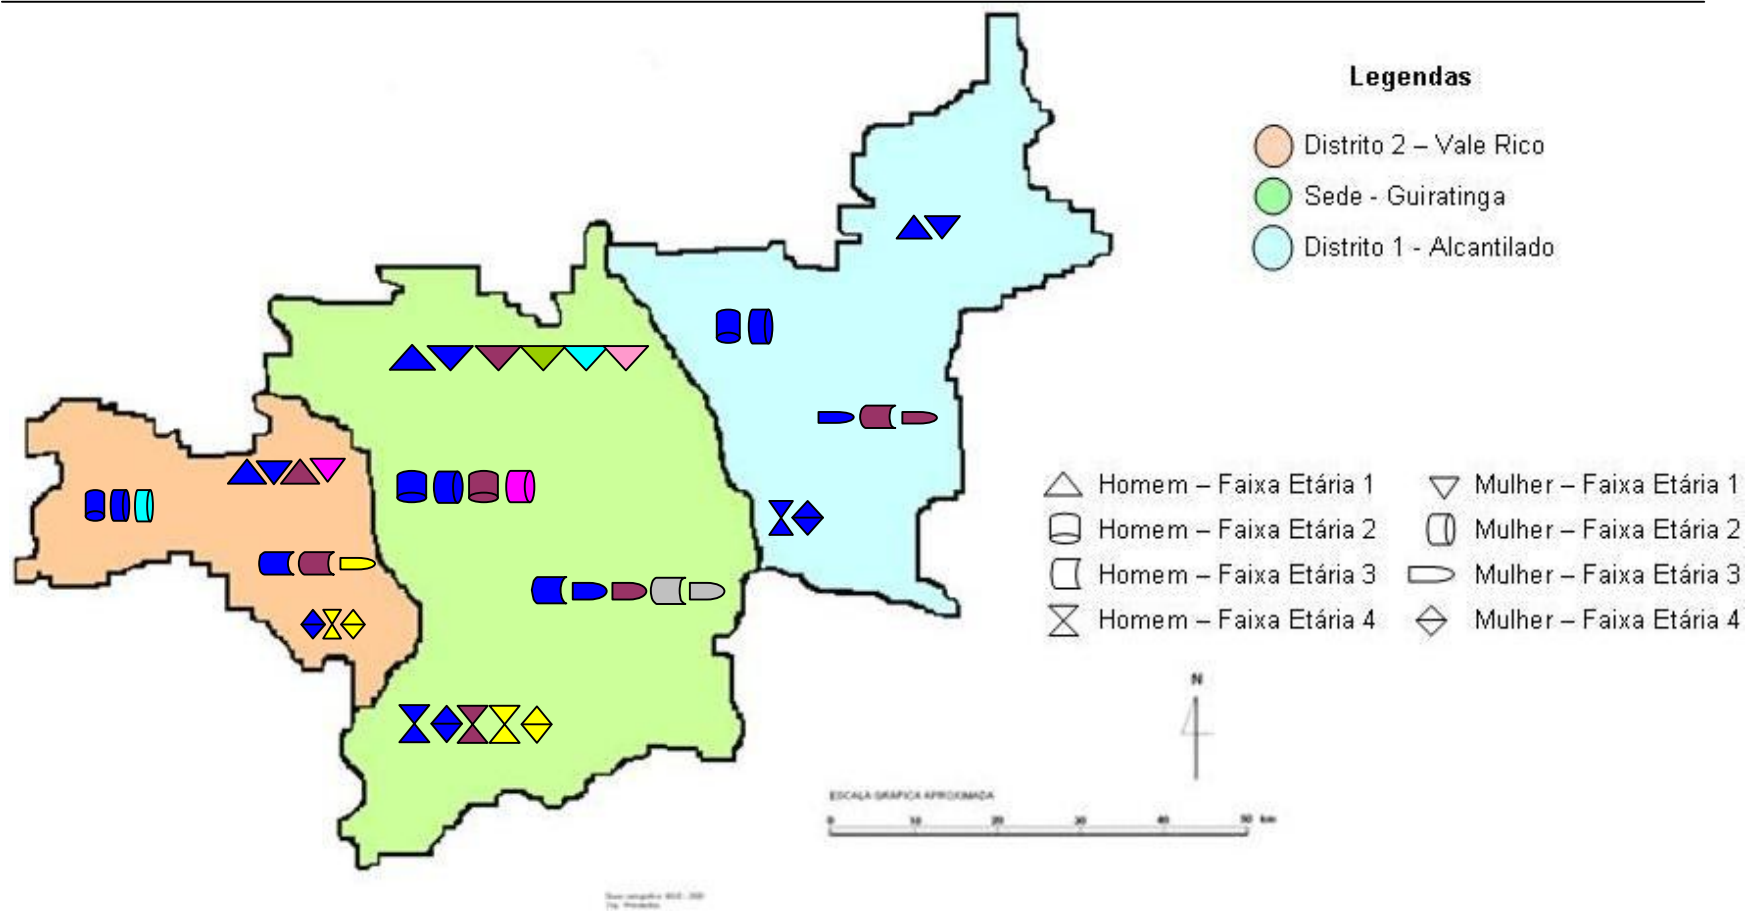 Legendas
Distrito 2 – Vale Rico
Sede - Guiratinga
Distrito 1 - Alcantilado
Homem – Faixa Etária 1
Mulher – Faixa Etária 1
Homem – Faixa Etária 2
Mulher – Faixa Etária 2
Homem – Faixa Etária 3
Mulher – Faixa Etária 3
Homem – Faixa Etária 4
Mulher – Faixa Etária 4
N
ESCALA GRÁFICA APROXIMADA
0 10 20 30 40 50 km